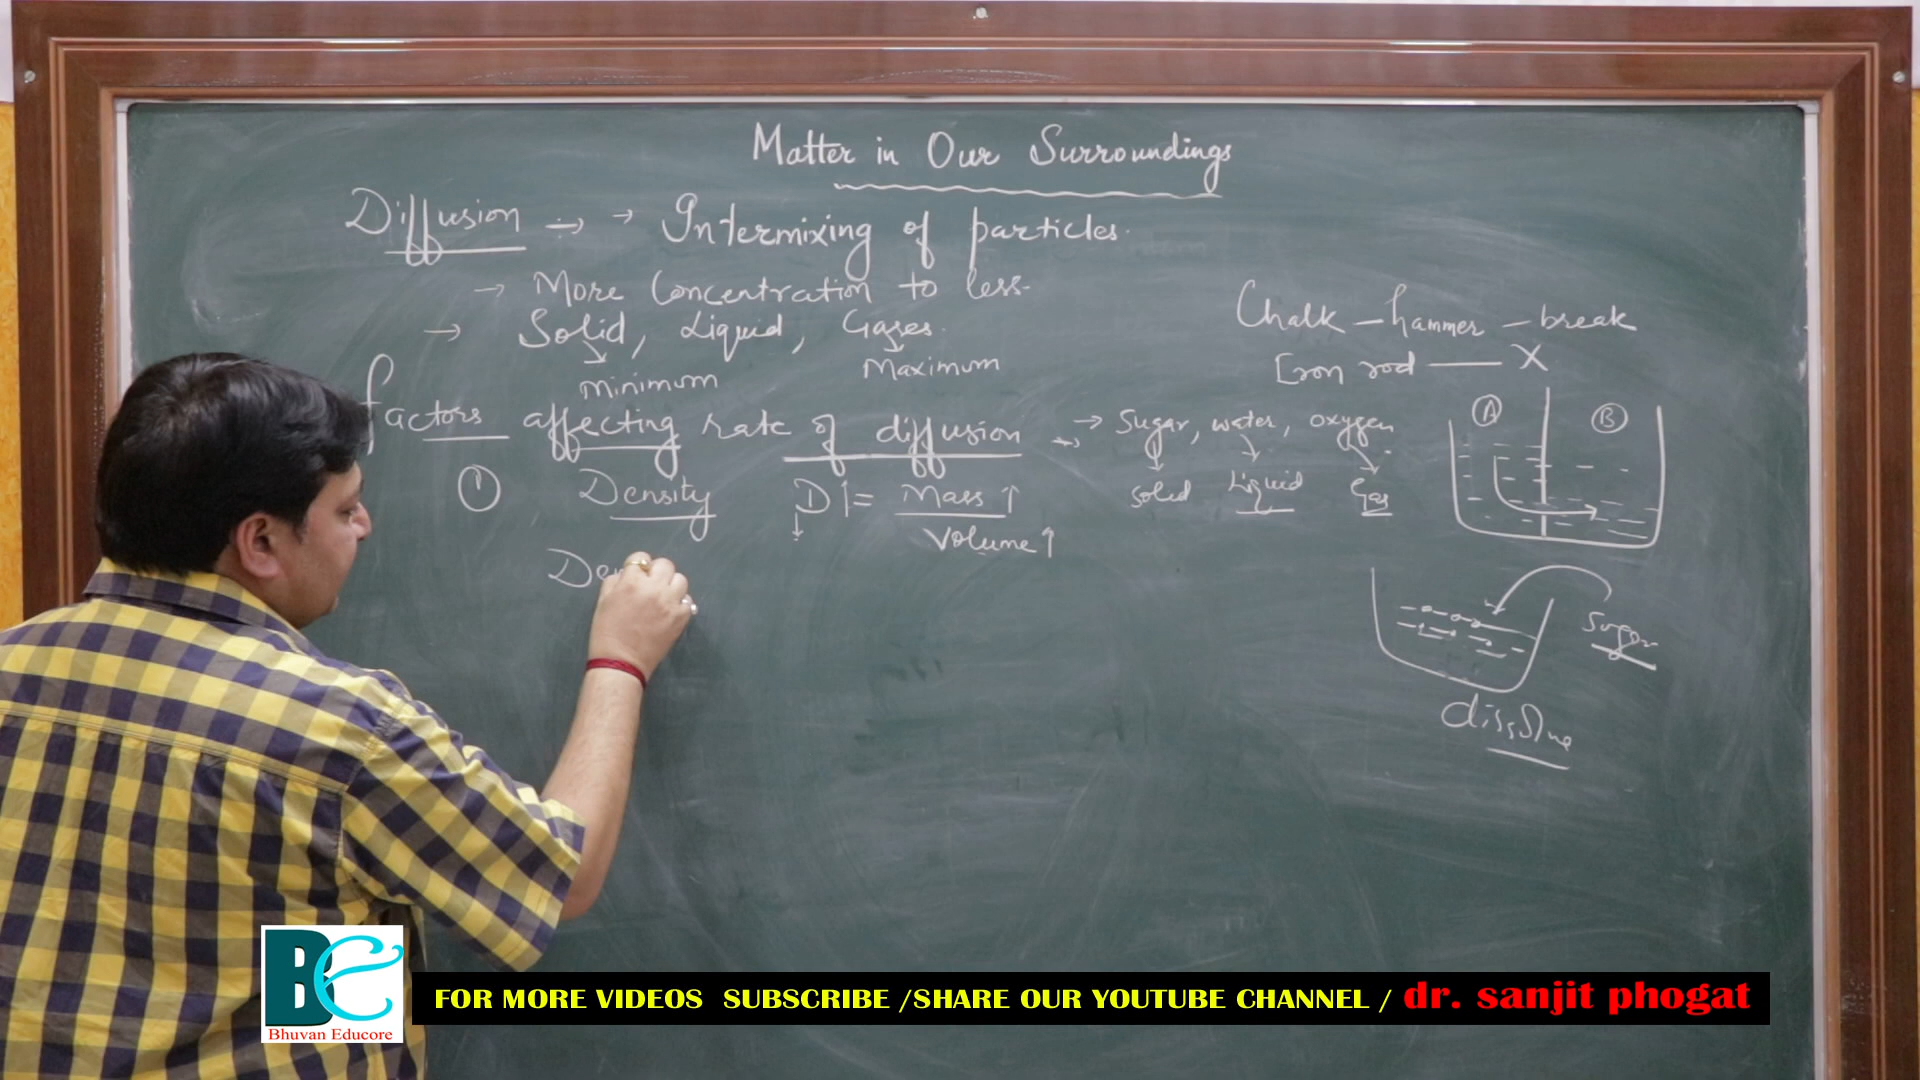 Matter in Our Surroundings
Diffusion → Intermixing of particles.
→ More Concentration to less.
→ Solid, Liquid, Gases.
minimum Maximum
factors affecting rate of diffusion →
① Density D↑ = Mass ↑
Volume ↑
Den
Chalk - hammer - break
Iron rod — X
→ Sugar, water, oxygen
Solid Liquid Gas
A B
Sugar
dissolve
BE
Bhuvan Educore
FOR MORE VIDEOS SUBSCRIBE /SHARE OUR YOUTUBE CHANNEL / dr. sanjit phogat